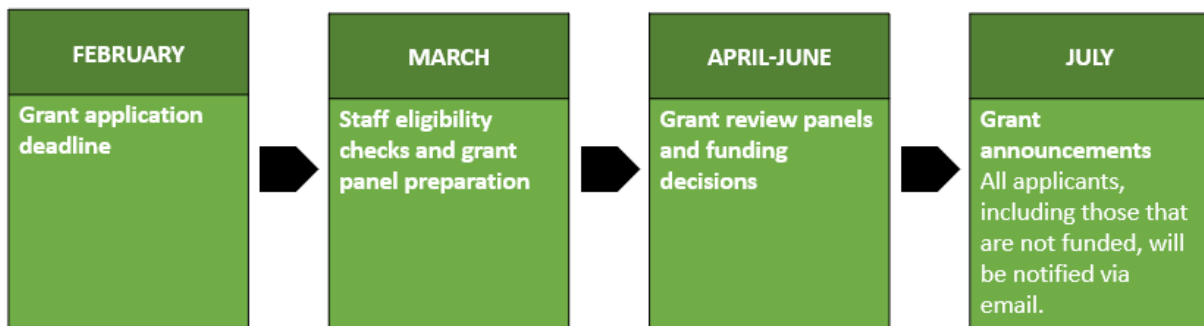 FEBRUARY
Grant application
deadline
MARCH
Staff eligibility
checks and grant
panel preparation
APRIL-JUNE
Grant review panels
and funding
decisions
JULY
Grant
announcements
All applicants,
including those that
are not funded, will
be notified via
email.